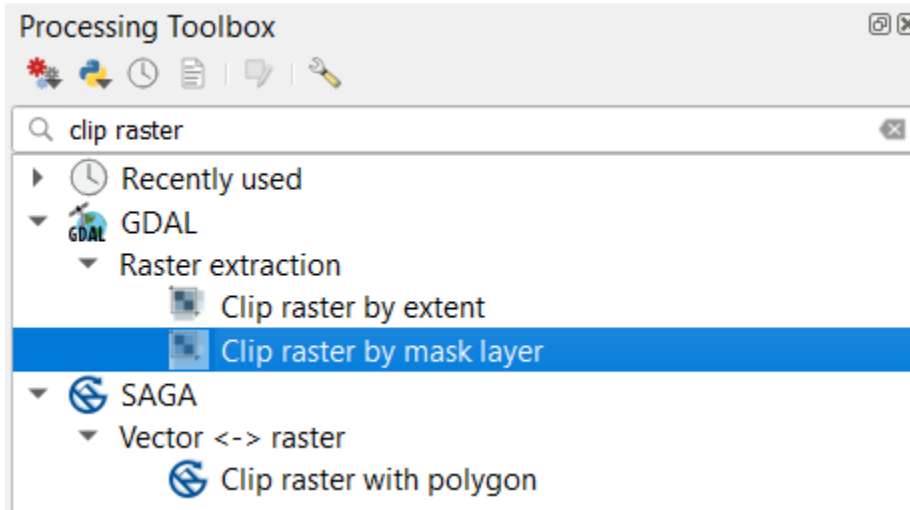 Processing Toolbox
clip raster
Recently used
GDAL GDAL
Raster extraction
Clip raster by extent
Clip raster by mask layer
SAGA
Vector <-> raster
Clip raster with polygon